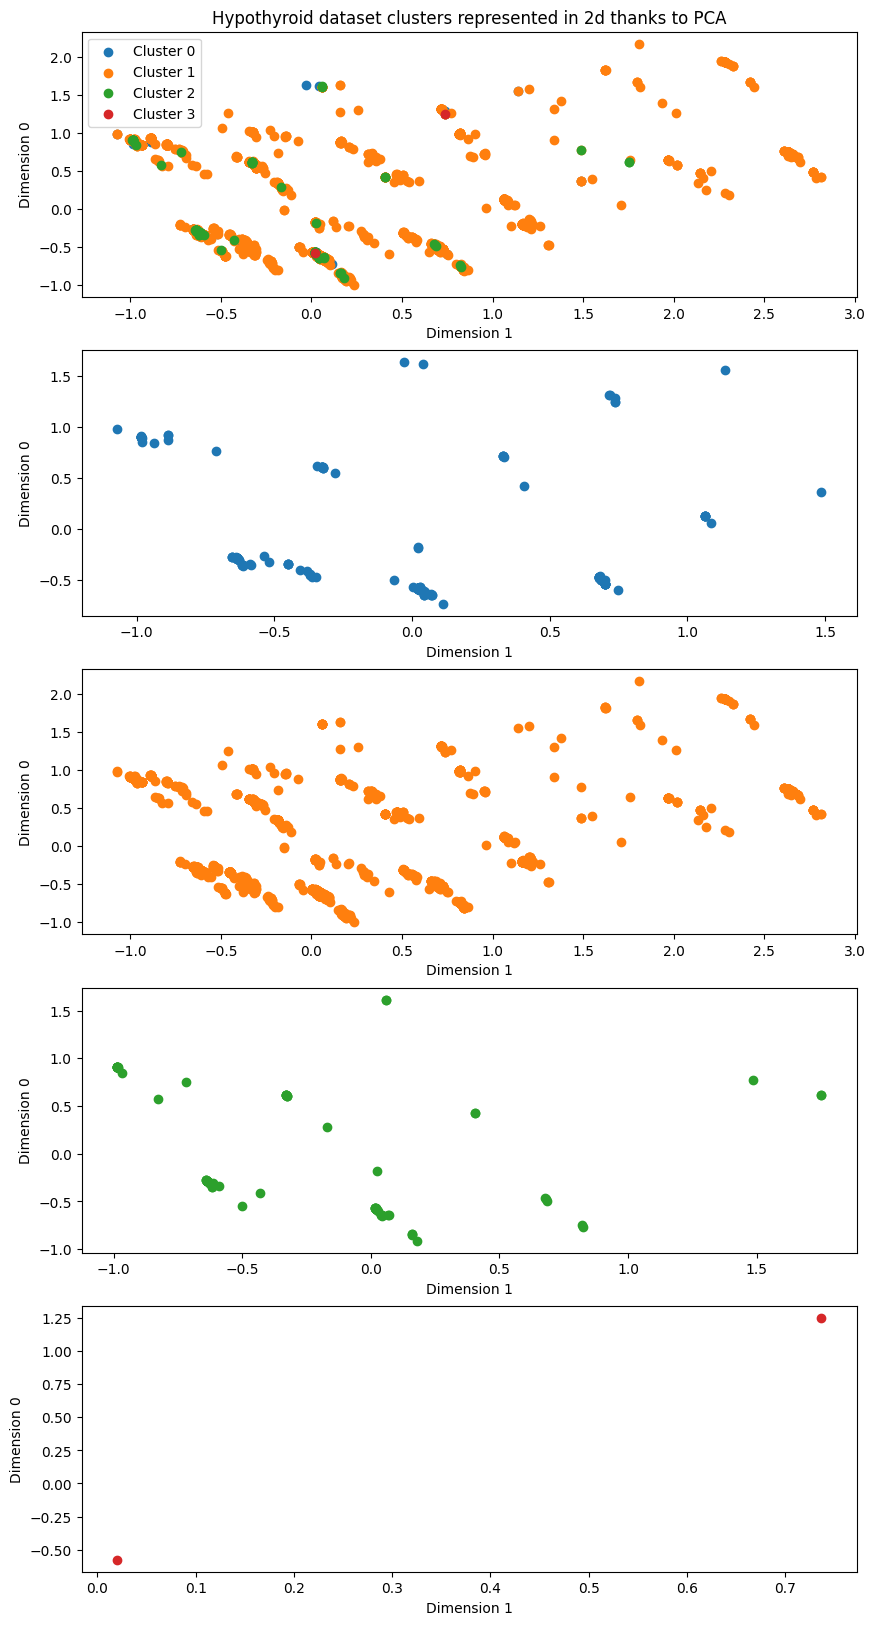 Hypothyroid dataset clusters represented in 2d thanks to PCA
Cluster 0
Cluster 1
Cluster 2
Cluster 3
2.0
1.5
1.0
0.5
0.0
−0.5
−1.0
Dimension 0
−1.0 −0.5 0.0 0.5 1.0 1.5 2.0 2.5 3.0
Dimension 1
1.5
1.0
0.5
0.0
−0.5
Dimension 0
−1.0 −0.5 0.0 0.5 1.0 1.5
Dimension 1
2.0
1.5
1.0
0.5
0.0
−0.5
−1.0
Dimension 0
−1.0 −0.5 0.0 0.5 1.0 1.5 2.0 2.5 3.0
Dimension 1
1.5
1.0
0.5
0.0
−0.5
−1.0
Dimension 0
−1.0 −0.5 0.0 0.5 1.0 1.5
Dimension 1
1.25
1.00
0.75
0.50
0.25
0.00
−0.25
−0.50
Dimension 0
0.0 0.1 0.2 0.3 0.4 0.5 0.6 0.7
Dimension 1